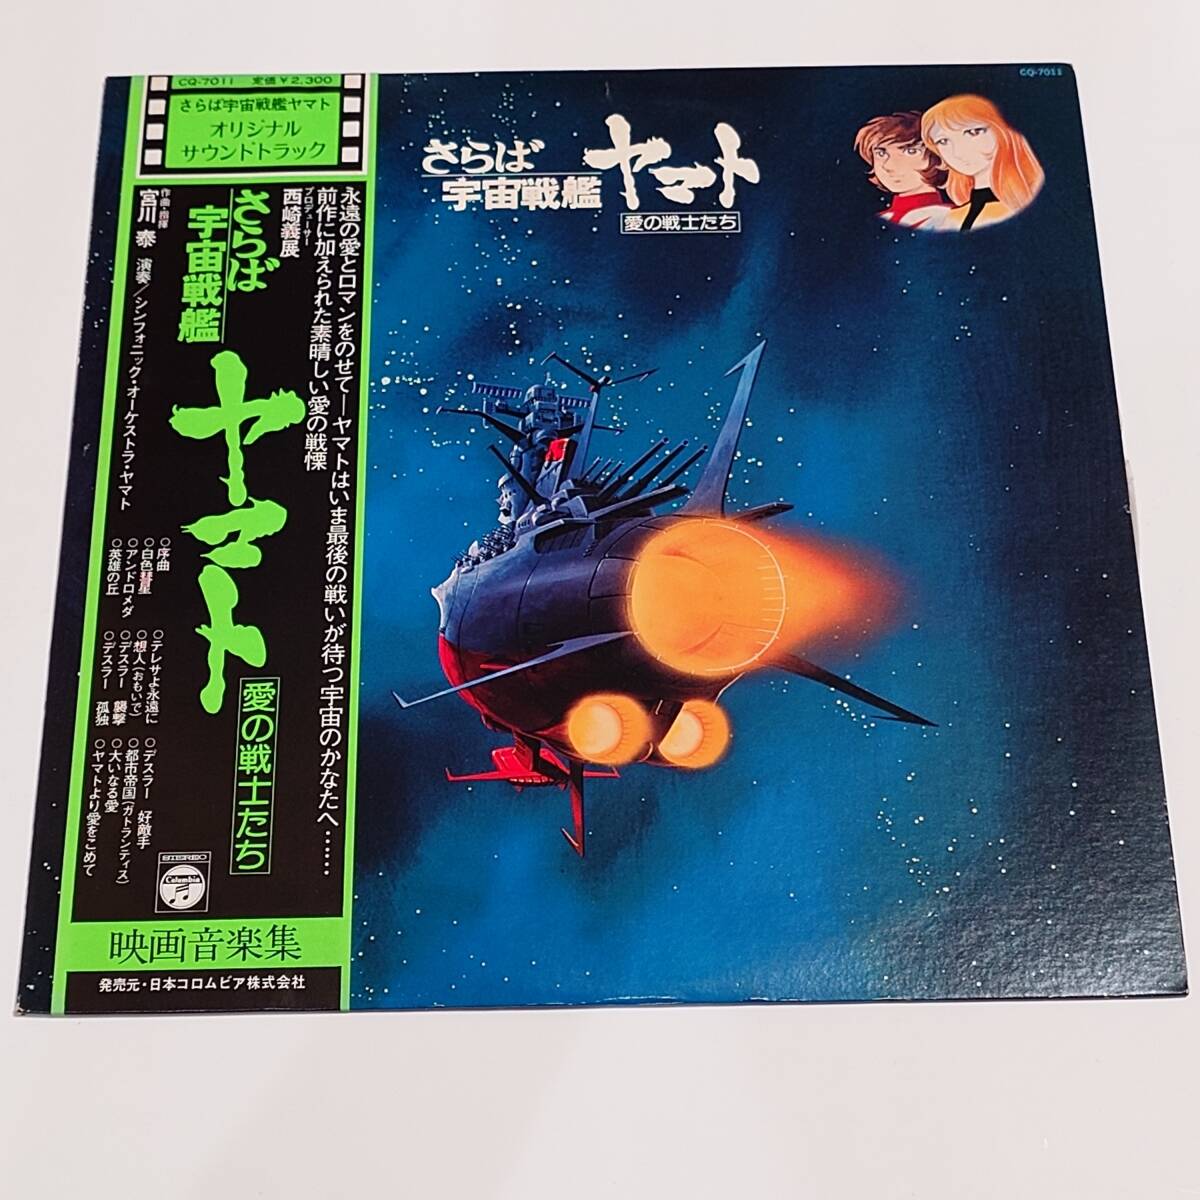 CQ-7011 定価￥2,300
さらば宇宙戦艦ヤマト
オリジナル
サウンドトラック
永遠の愛とロマンをのせて―ヤマトはいま最後の戦いが待つ宇宙のかなたへ……
前作に加えられた素晴しい愛の戦慄
プロデューサー
西崎義展
さらば
宇宙戦艦
ヤマト
愛の戦士たち
作曲・指揮
宮川 泰 演奏／シンフォニック・オーケストラ・ヤマト
○序曲
○白色彗星
○アンドロメダ
○英雄の丘
○テレサよ永遠に
○想人(おもいで)
○デスラー 襲撃
○デスラー 孤独
○デスラー 好敵手
○都市帝国(ガトランティス)
○大いなる愛
○ヤマトより愛をこめて
STEREO
Columbia
映画音楽集
発売元・日本コロムビア株式会社
CQ-7011
さらば
宇宙戦艦
ヤマト
愛の戦士たち